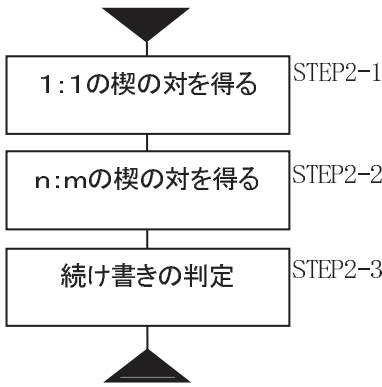 1:1の楔の対を得る
STEP2-1
n:mの楔の対を得る
STEP2-2
続け書きの判定
STEP2-3